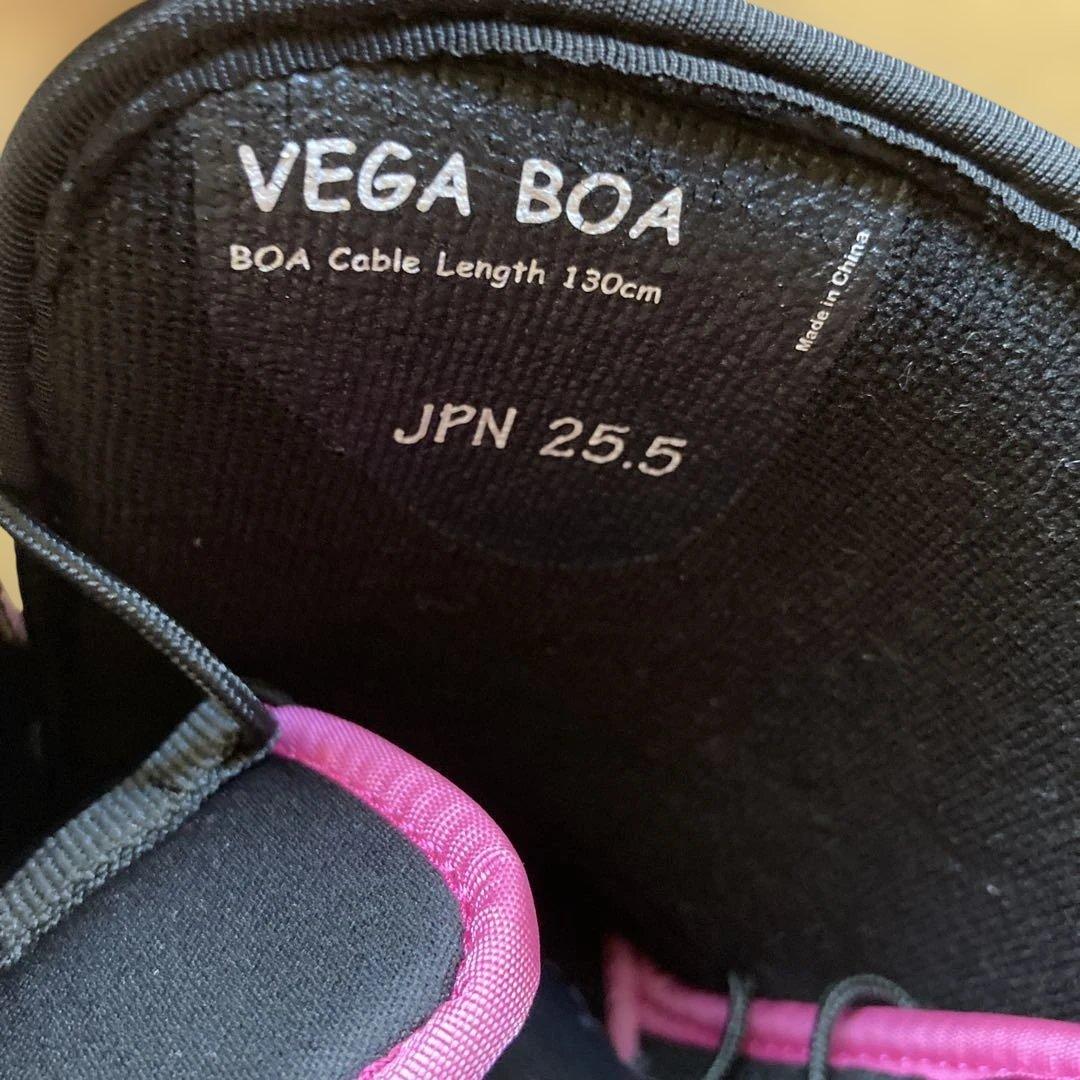 VEGA BOA
BOA Cable Length 130cm
Made in China
JPN 25.5